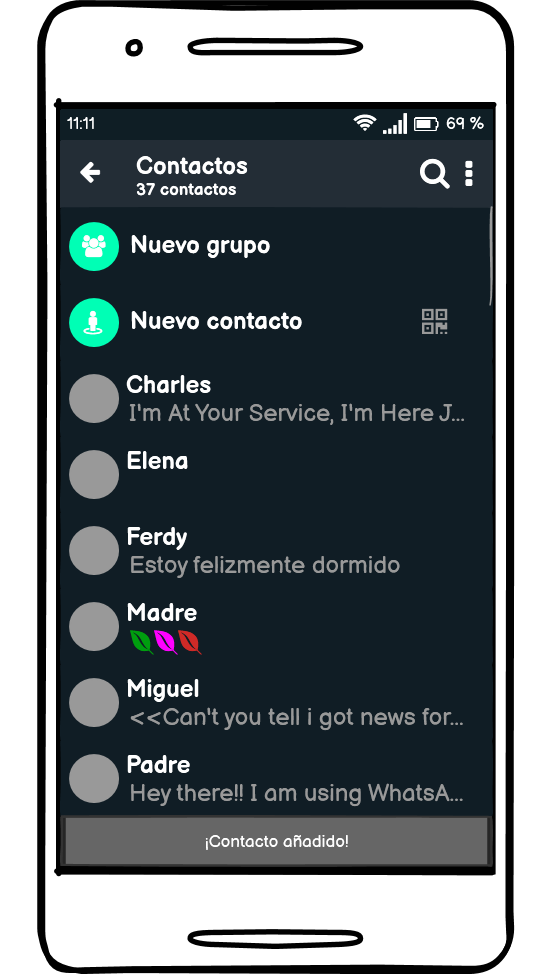 11:11 69 %
Contactos
37 contactos
Nuevo grupo
Nuevo contacto
Charles
I'm At Your Service, I'm Here J...
Elena
Ferdy
Estoy felizmente dormido
Madre
Miguel
<<Can't you tell i got news for...
Padre
Hey there!! I am using WhatsA...
¡Contacto añadido!